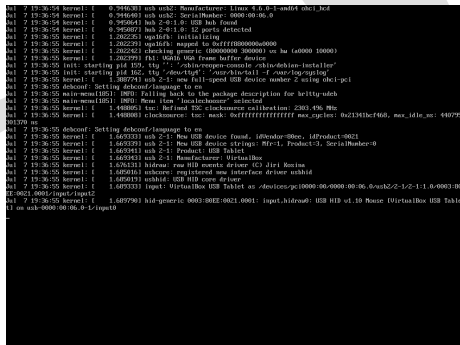 Jul  7 19:36:54 kernel: [    0.944638] usb usb2: Manufacturer: Linux 4.6.0-1-amd64 ohci_hcd
Jul  7 19:36:54 kernel: [    0.944640] usb usb2: SerialNumber: 0000:00:06.0
Jul  7 19:36:54 kernel: [    0.945064] hub 2-0:1.0: USB hub found
Jul  7 19:36:54 kernel: [    0.945087] hub 2-0:1.0: 12 ports detected
Jul  7 19:36:55 kernel: [    1.202235] vga16fb: initializing
Jul  7 19:36:55 kernel: [    1.202239] vga16fb: mapped to 0xffff8800000a0000
Jul  7 19:36:55 kernel: [    1.202242] checking generic (80000000 300000) vs hw (a0000 10000)
Jul  7 19:36:55 kernel: [    1.202399] fb1: VGA16 VGA frame buffer device
Jul  7 19:36:55 init: starting pid 159, tty '': '/sbin/reopen-console /sbin/debian-installer'
Jul  7 19:36:55 init: starting pid 162, tty '/dev/tty4': '/usr/bin/tail -f /var/log/syslog'
Jul  7 19:36:55 kernel: [    1.308774] usb 2-1: new full-speed USB device number 2 using ohci-pci
Jul  7 19:36:55 debconf: Setting debconf/language to en
Jul  7 19:36:55 main-menu[185]: INFO: Falling back to the package description for brltty-udeb
Jul  7 19:36:55 main-menu[185]: INFO: Menu item 'localechooser' selected
Jul  7 19:36:55 kernel: [    1.448005] tsc: Refined TSC clocksource calibration: 2303.496 MHz
Jul  7 19:36:55 kernel: [    1.448008] clocksource: tsc: mask: 0xffffffffffffffff max_cycles: 0x21341bcf468, max_idle_ns: 440795
301370 ns
Jul  7 19:36:55 debconf: Setting debconf/language to en
Jul  7 19:36:55 kernel: [    1.669333] usb 2-1: New USB device found, idVendor=80ee, idProduct=0021
Jul  7 19:36:55 kernel: [    1.669339] usb 2-1: New USB device strings: Mfr=1, Product=3, SerialNumber=0
Jul  7 19:36:55 kernel: [    1.669341] usb 2-1: Product: USB Tablet
Jul  7 19:36:55 kernel: [    1.669343] usb 2-1: Manufacturer: VirtualBox
Jul  7 19:36:55 kernel: [    1.676131] hidraw: raw HID events driver (C) Jiri Kosina
Jul  7 19:36:55 kernel: [    1.685016] usbcore: registered new interface driver usbhid
Jul  7 19:36:55 kernel: [    1.685019] usbhid: USB HID core driver
Jul  7 19:36:55 kernel: [    1.689333] input: VirtualBox USB Tablet as /devices/pci0000:00/0000:00:06.0/usb2/2-1/2-1:1.0/0003:80
EE:0021.0001/input/input2
Jul  7 19:36:55 kernel: [    1.689790] hid-generic 0003:80EE:0021.0001: input,hidraw0: USB HID v1.10 Mouse [VirtualBox USB Table
t] on usb-0000:00:06.0-1/input0